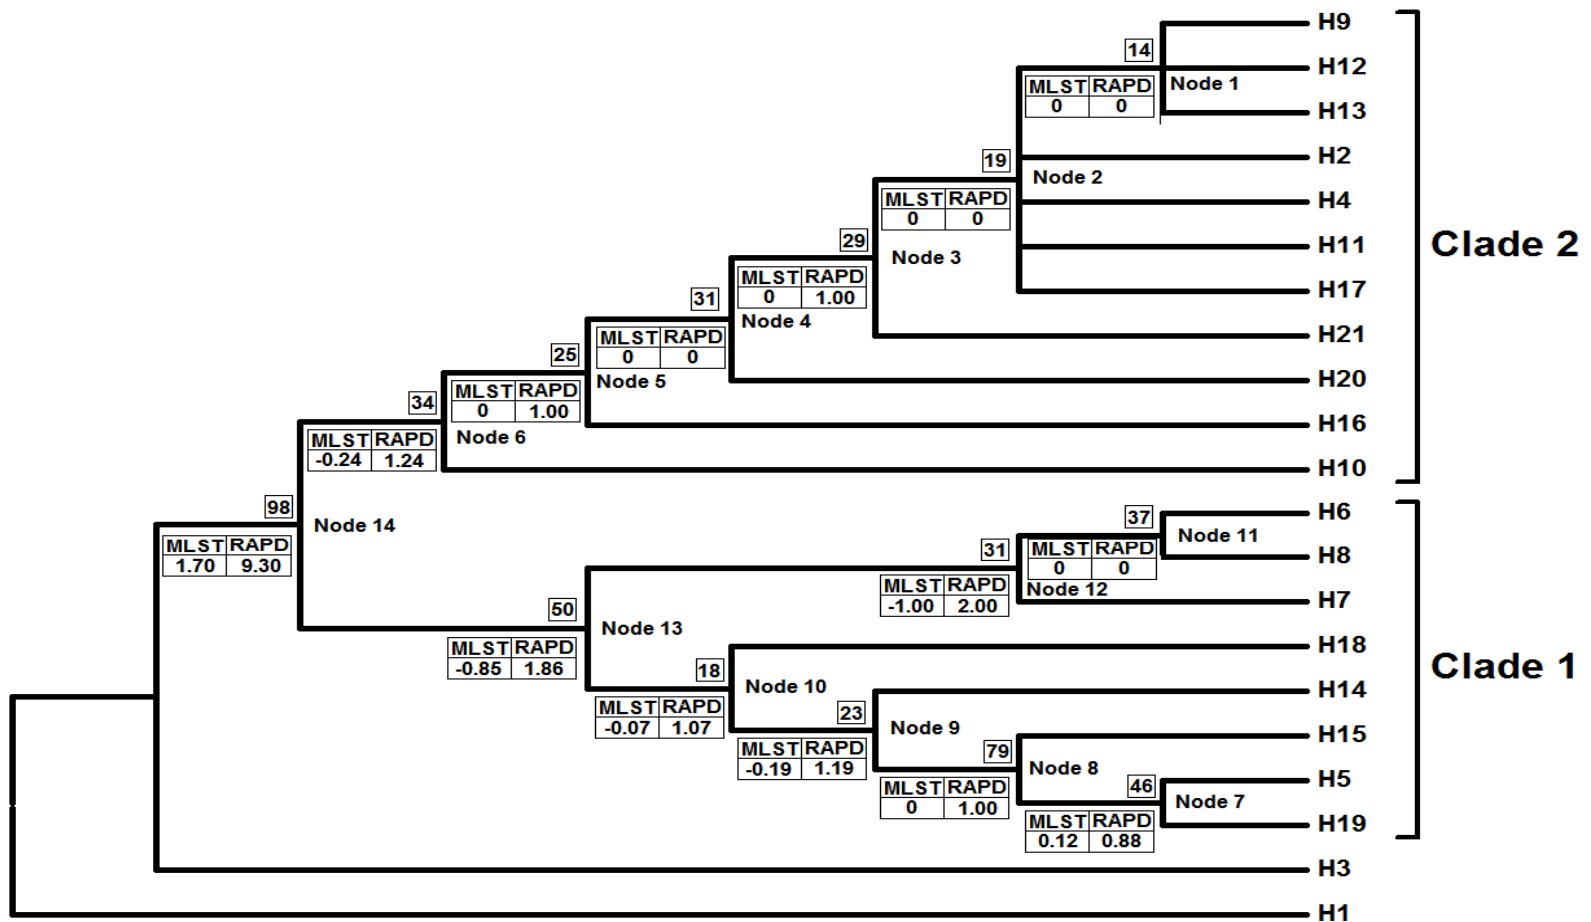 H9
14
H12
MLST RAPD
Node 1
0 0
H13
19
H2
Node 2
MLST RAPD
H4
0 0
29
H11
Clade 2
Node 3
MLST RAPD
31
0 1.00
H17
Node 4
MLST RAPD
H21
25
0 0
Node 5
H20
34
MLST RAPD
0 1.00
H16
Node 6
MLST RAPD
-0.24 1.24
H10
98
H6
37
Node 14
Node 11
MLST RAPD
31
MLST RAPD
H8
1.70 9.30
0 0
MLST RAPD
Node 12
H7
-1.00 2.00
50
Node 13
MLST RAPD
H18
-0.85 1.86
18
Clade 1
Node 10
H14
MLST RAPD
23
-0.07 1.07
Node 9
H15
MLST RAPD
79
-0.19 1.19
Node 8
H5
MLST RAPD
46
0 1.00
Node 7
MLST RAPD
H19
0.12 0.88
H3
H1